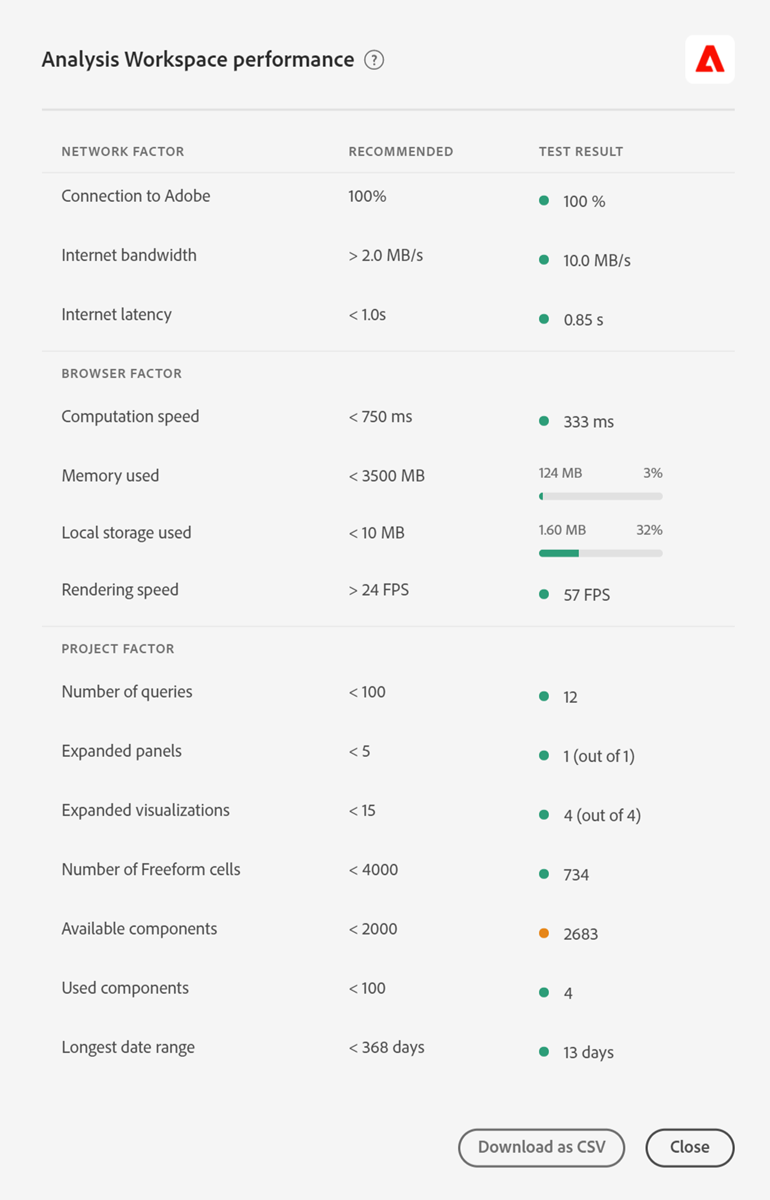 Analysis Workspace performance ?
NETWORK FACTOR RECOMMENDED TEST RESULT
Connection to Adobe 100% 100 %
Internet bandwidth > 2.0 MB/s 10.0 MB/s
Internet latency < 1.0s 0.85 s
BROWSER FACTOR
Computation speed < 750 ms 333 ms
Memory used < 3500 MB 124 MB 3%
Local storage used < 10 MB 1.60 MB 32%
Rendering speed > 24 FPS 57 FPS
PROJECT FACTOR
Number of queries < 100 12
Expanded panels < 5 1 (out of 1)
Expanded visualizations < 15 4 (out of 4)
Number of Freeform cells < 4000 734
Available components < 2000 2683
Used components < 100 4
Longest date range < 368 days 13 days
Download as CSV Close